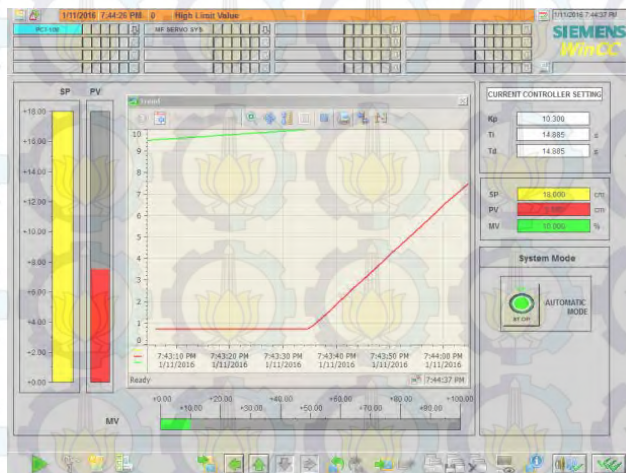 1/11/2016 7:44:26 PM 0 High Limit Value
1/11/2016 7:44:37 PM
PCT-100
MF SERVO SYS
SIEMENS
WinCC
SP PV
+18.00
+16.00
+14.00
+12.00
+10.00
+8.00
+6.00
+4.00
+2.00
+0.00
Trend
10
9
8
7
6
5
4
3
2
1
0
7:43:10 PM 7:43:20 PM 7:43:30 PM 7:43:40 PM 7:43:50 PM 7:44:00 PM
1/11/2016 1/11/2016 1/11/2016 1/11/2016 1/11/2016 1/11/2016
Ready
7:44:37 PM
CURRENT CONTROLLER SETTING
Kp 10.300
Ti 14.885 s
Td 14.885 s
SP 18.000 cm
PV cm
MV 10.000 %
System Mode
AUTOMATIC
MODE
MV
+0.00 +20.00 +40.00 +60.00 +80.00 +100.00
+10.00 +30.00 +50.00 +70.00 +90.00